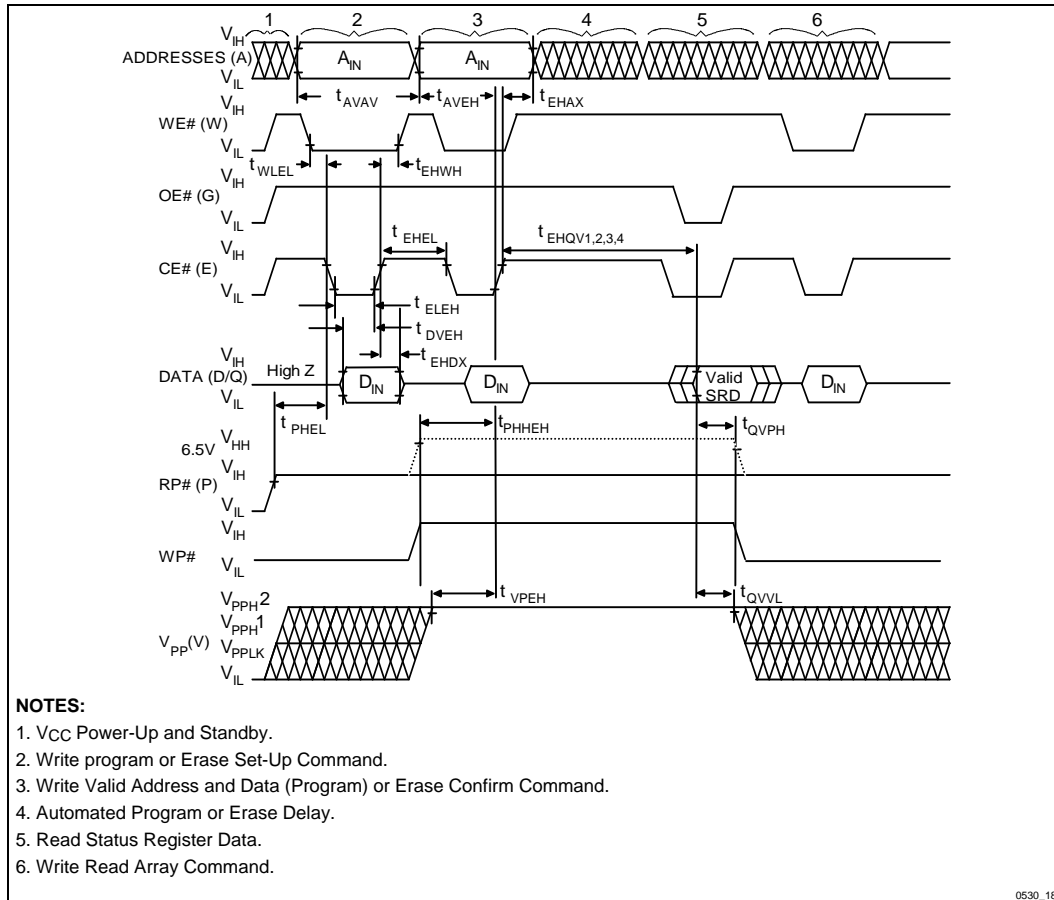 1 2 3 4 5 6
VIH
ADDRESSES (A)
AIN
AIN
VIL
tAVAV
tAVEH
tEHAX
VIH
WE# (W)
VIL
tWLEL
tEHWH
VIH
OE# (G)
VIL
tEHEL
tEHQV1,2,3,4
VIH
CE# (E)
VIL
tELEH
tDVEH
tEHDX
VIH
DATA (D/Q)
High Z
DIN
DIN
Valid
SRD
DIN
VIL
tPHEL
tPHHEH
tQVPH
6.5V VHH
VIH
RP# (P)
VIL
VIH
WP#
VIL
tVPEH
tQVVL
VPPH2
VPPH1
VPP(V) VPPLK
VIL
NOTES:
1. VCC Power-Up and Standby.
2. Write program or Erase Set-Up Command.
3. Write Valid Address and Data (Program) or Erase Confirm Command.
4. Automated Program or Erase Delay.
5. Read Status Register Data.
6. Write Read Array Command.
0530_18